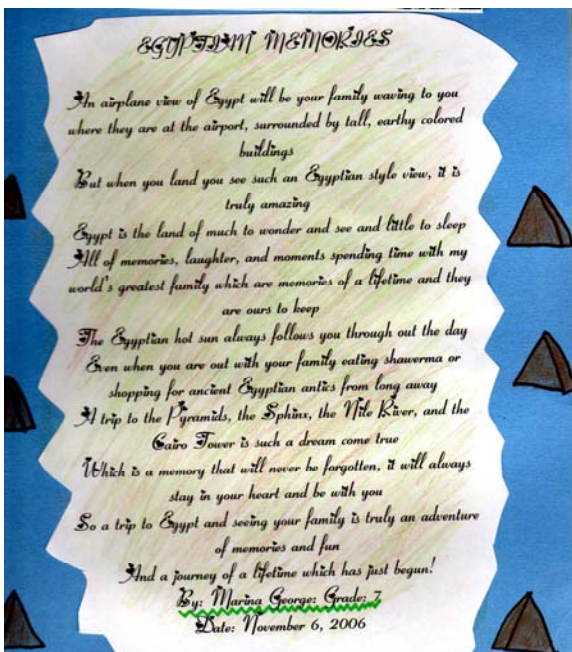 EGYPTIAN MEMORIES
An airplane view of Egypt will be your family waving to you
where they are at the airport, surrounded by tall, earthy colored
buildings
But when you land you see such an Egyptian style view, it is
truly amazing
Egypt is the land of much to wonder and see and little to sleep
All of memories, laughter, and moments spending time with my
world's greatest family which are memories of a lifetime and they
are ours to keep
The Egyptian hot sun always follows you through out the day
Even when you are out with your family eating shawerma or
shopping for ancient Egyptian antics from long away
A trip to the Pyramids, the Sphinx, the Nile River, and the
Cairo Tower is such a dream come true
Which is a memory that will never be forgotten, it will always
stay in your heart and be with you
So a trip to Egypt and seeing your family is truly an adventure
of memories and fun
And a journey of a lifetime which has just begun!
By: Marina George: Grade: 7
Date: November 6, 2006